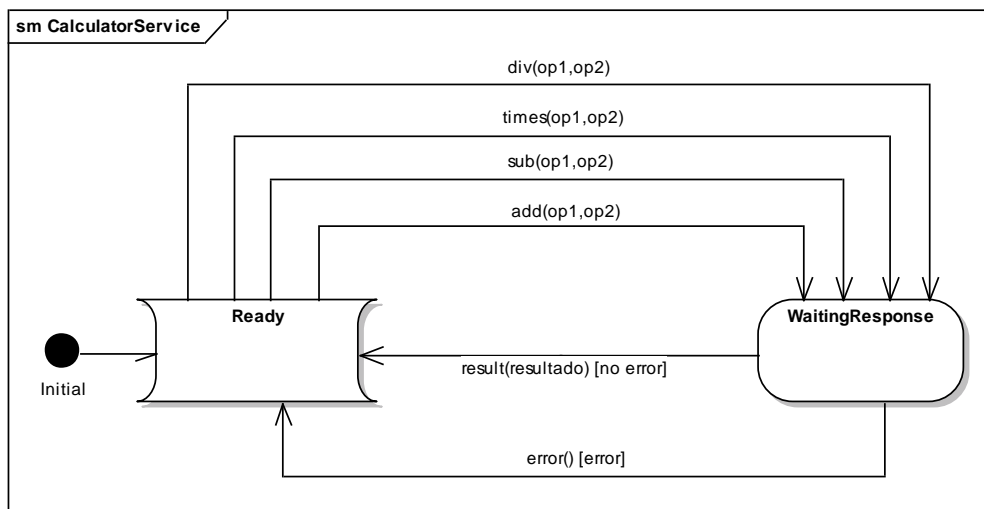 sm CalculatorService
div(op1,op2)
times(op1,op2)
sub(op1,op2)
add(op1,op2)
Ready
WaitingResponse
Initial
result(resultado) [no error]
error() [error]